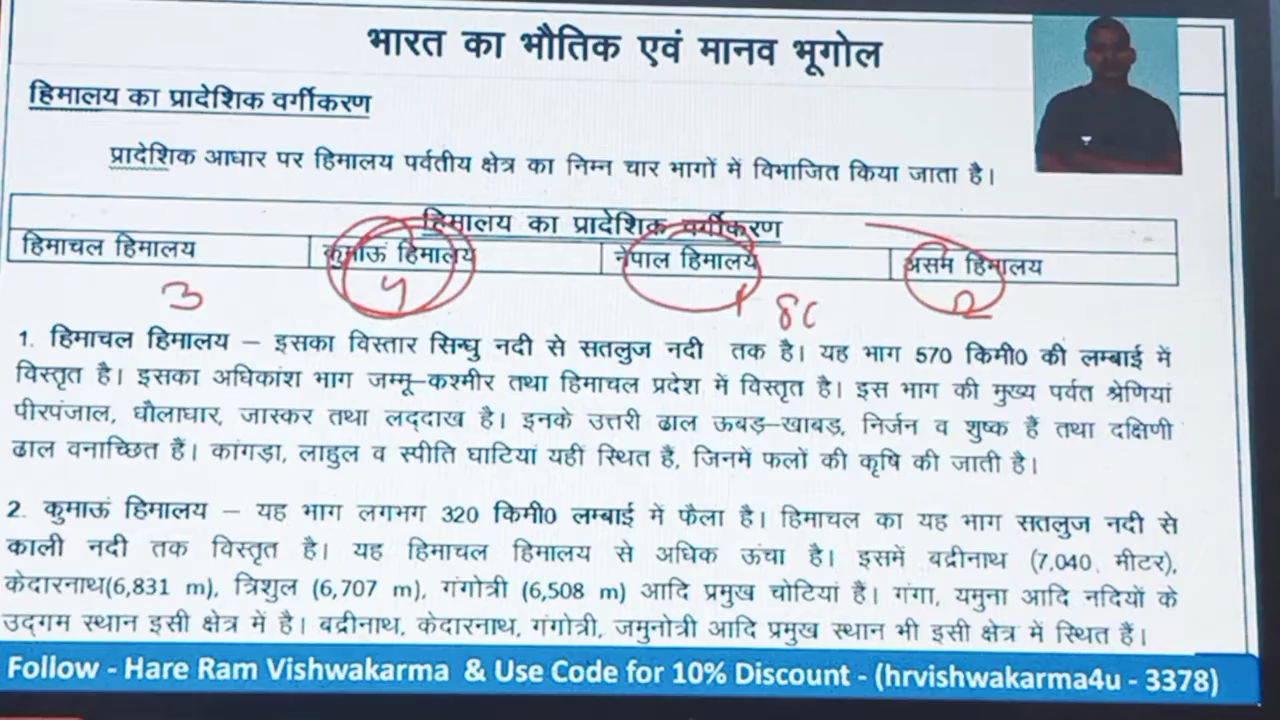 भारत का भौतिक एवं मानव भूगोल
हिमालय का प्रादेशिक वर्गीकरण
प्रादेशिक आधार पर हिमालय पर्वतीय क्षेत्र का निम्न चार भागों में विभाजित किया जाता है।
हिमालय का प्रादेशिक वर्गीकरण
हिमाचल हिमालय कुमाऊं हिमालय नेपाल हिमालय असम हिमालय
3 4 1 80 2
1. हिमाचल हिमालय – इसका विस्तार सिन्धु नदी से सतलुज नदी तक है। यह भाग 570 किमी0 की लम्बाई में
विस्तृत है। इसका अधिकांश भाग जम्मू–कश्मीर तथा हिमाचल प्रदेश में विस्तृत है। इस भाग की मुख्य पर्वत श्रेणियां
पीरपंजाल, धौलाधार, जास्कर तथा लद्दाख है। इनके उत्तरी ढाल ऊबड़–खाबड़, निर्जन व शुष्क हैं तथा दक्षिणी
ढाल वनाच्छित हैं। कांगड़ा, लाहुल व स्पीति घाटियां यहीं स्थित हैं, जिनमें फलों की कृषि की जाती है।
2. कुमाऊं हिमालय – यह भाग लगभग 320 किमी0 लम्बाई में फैला है। हिमाचल का यह भाग सतलुज नदी से
काली नदी तक विस्तृत है। यह हिमाचल हिमालय से अधिक ऊंचा है। इसमें बद्रीनाथ (7,040 मीटर),
केदारनाथ(6,831 m), त्रिशुल (6,707 m), गंगोत्री (6,508 m) आदि प्रमुख चोटियां हैं। गंगा, यमुना आदि नदियों के
उद्गम स्थान इसी क्षेत्र में है। बद्रीनाथ, केदारनाथ, गंगोत्री, जमुनोत्री आदि प्रमुख स्थान भी इसी क्षेत्र में स्थित हैं।
Follow - Hare Ram Vishwakarma & Use Code for 10% Discount - (hrvishwakarma4u - 3378)